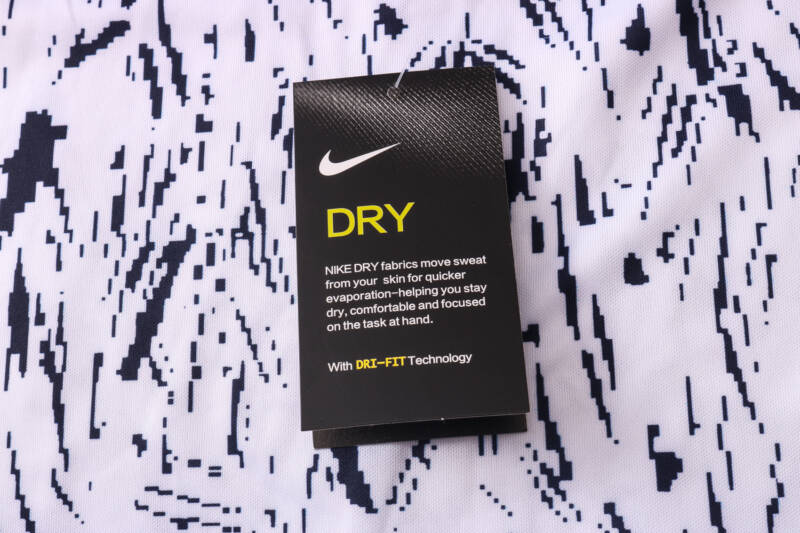 DRY
NIKE DRY fabrics move sweat
from your skin for quicker
evaporation–helping you stay
dry, comfortable and focused
on the task at hand.
With DRI–FIT Technology